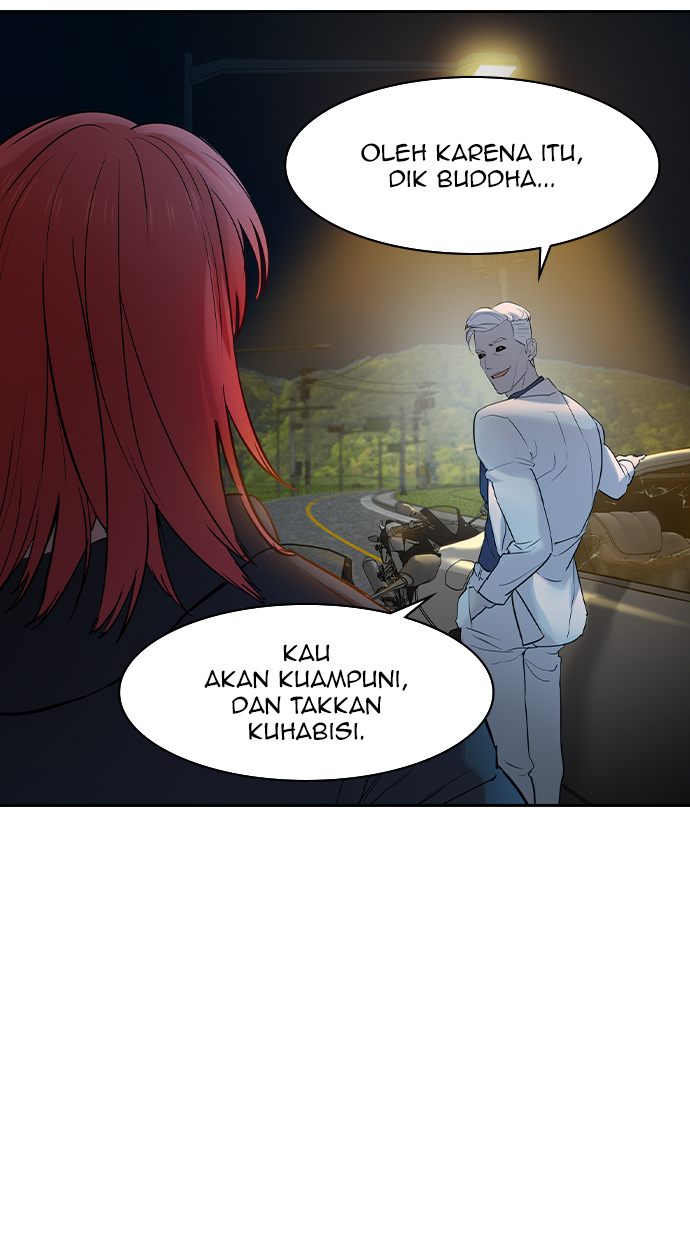 OLEH KARENA ITU,
DIK BUDDHA...
KAU
AKAN KUAMPUNI,
DAN TAKKAN
KUHABISI.